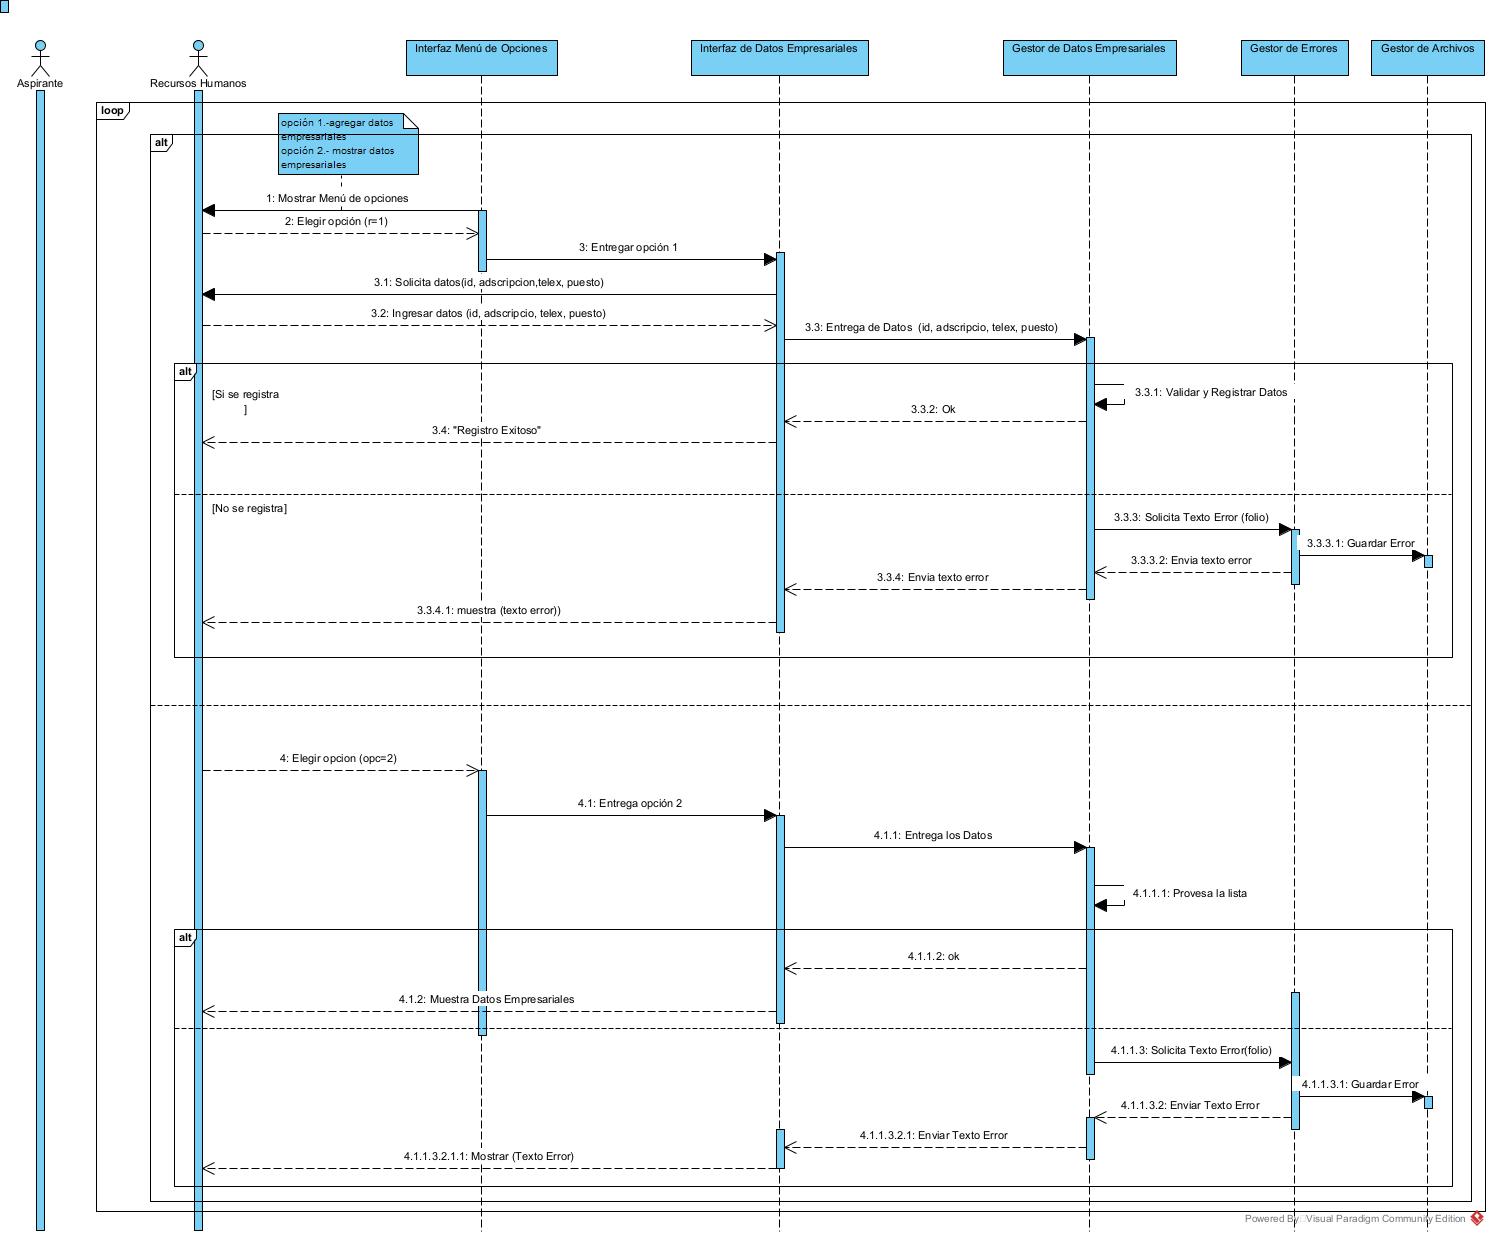 Interfaz Menú de Opciones
Interfaz de Datos Empresariales
Gestor de Datos Empresariales
Gestor de Errores
Gestor de Archivos
Aspirante
Recursos Humanos
loop
opción 1.-agregar datos
empresariales
opción 2.- mostrar datos
empresariales
alt
1: Mostrar Menú de opciones
2: Elegir opción (r=1)
3: Entregar opción 1
3.1: Solicita datos(id, adscripcion,telex, puesto)
3.2: Ingresar datos (id, adscripcio, telex, puesto)
3.3: Entrega de Datos (id, adscripcio, telex, puesto)
alt
[Si se registra
]
3.3.1: Validar y Registrar Datos
3.3.2: Ok
3.4: "Registro Exitoso"
[No se registra]
3.3.3: Solicita Texto Error (folio)
3.3.3.1: Guardar Error
3.3.3.2: Envia texto error
3.3.4: Envia texto error
3.3.4.1: muestra (texto error))
4: Elegir opcion (opc=2)
4.1: Entrega opción 2
4.1.1: Entrega los Datos
4.1.1.1: Provesa la lista
alt
4.1.1.2: ok
4.1.2: Muestra Datos Empresariales
4.1.1.3: Solicita Texto Error(folio)
4.1.1.3.1: Guardar Error
4.1.1.3.2: Enviar Texto Error
4.1.1.3.2.1: Enviar Texto Error
4.1.1.3.2.1.1: Mostrar (Texto Error)
Powered By Visual Paradigm Community Edition